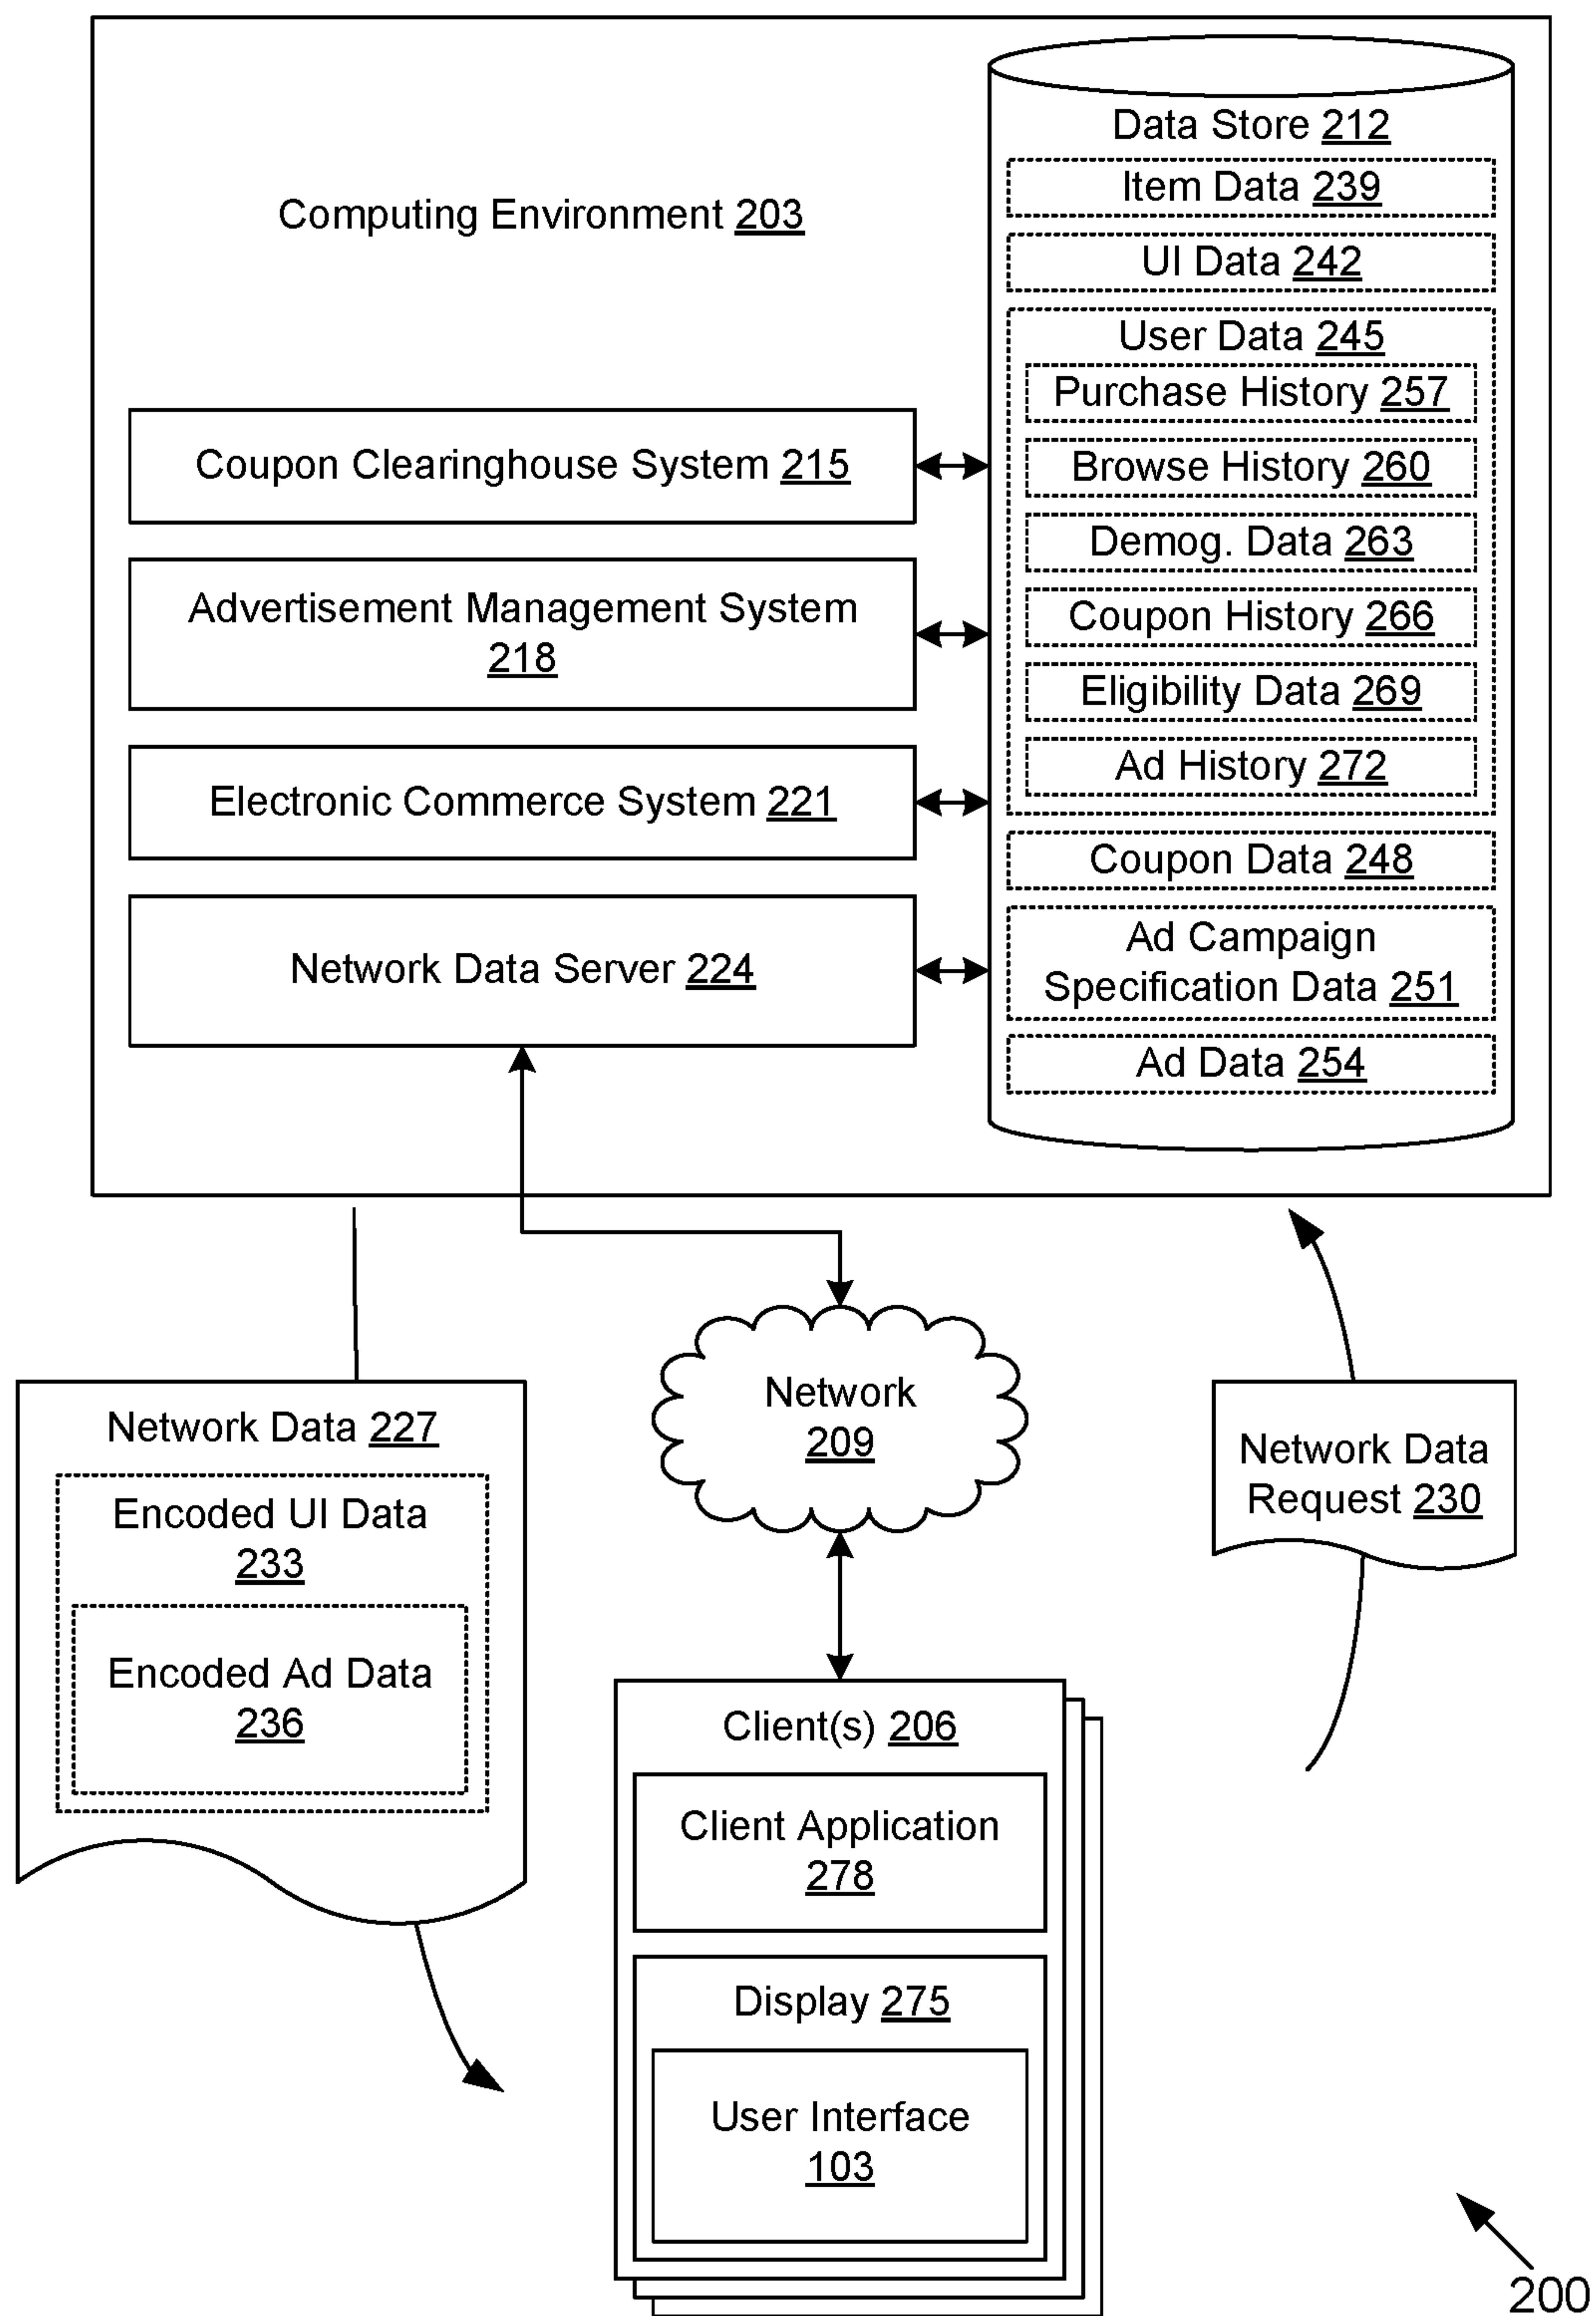 Computing Environment 203
Coupon Clearinghouse System 215
Advertisement Management System
218
Electronic Commerce System 221
Network Data Server 224
Data Store 212
Item Data 239
UI Data 242
User Data 245
Purchase History 257
Browse History 260
Demog. Data 263
Coupon History 266
Eligibility Data 269
Ad History 272
Coupon Data 248
Ad Campaign
Specification Data 251
Ad Data 254
Network Data 227
Encoded UI Data
233
Encoded Ad Data
236
Network
209
Network Data
Request 230
Client(s) 206
Client Application
278
Display 275
User Interface
103
200